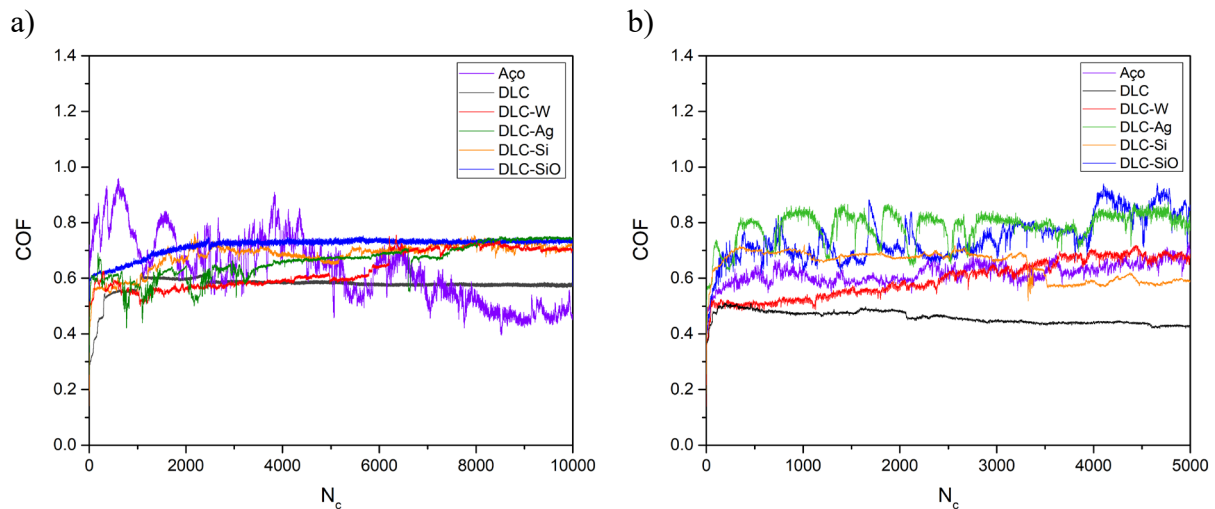 a)
1.4
1.2
1.0
0.8
0.6
0.4
0.2
0.0
COF
0
2000
4000
6000
8000
10000
N_c
Aço
DLC
DLC-W
DLC-Ag
DLC-Si
DLC-SiO
b)
1.4
1.2
1.0
0.8
0.6
0.4
0.2
0.0
COF
0
1000
2000
3000
4000
5000
N_c
Aço
DLC
DLC-W
DLC-Ag
DLC-Si
DLC-SiO